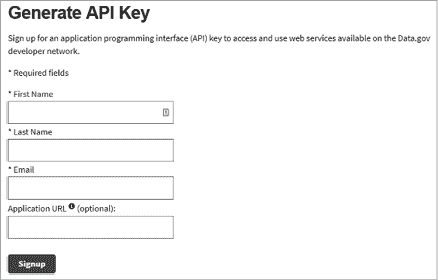 Generate API Key
Sign up for an application programming interface (API) key to access and use web services available on the Data.gov
developer network.
* Required fields
* First Name
* Last Name
* Email
Application URL (optional):
Signup